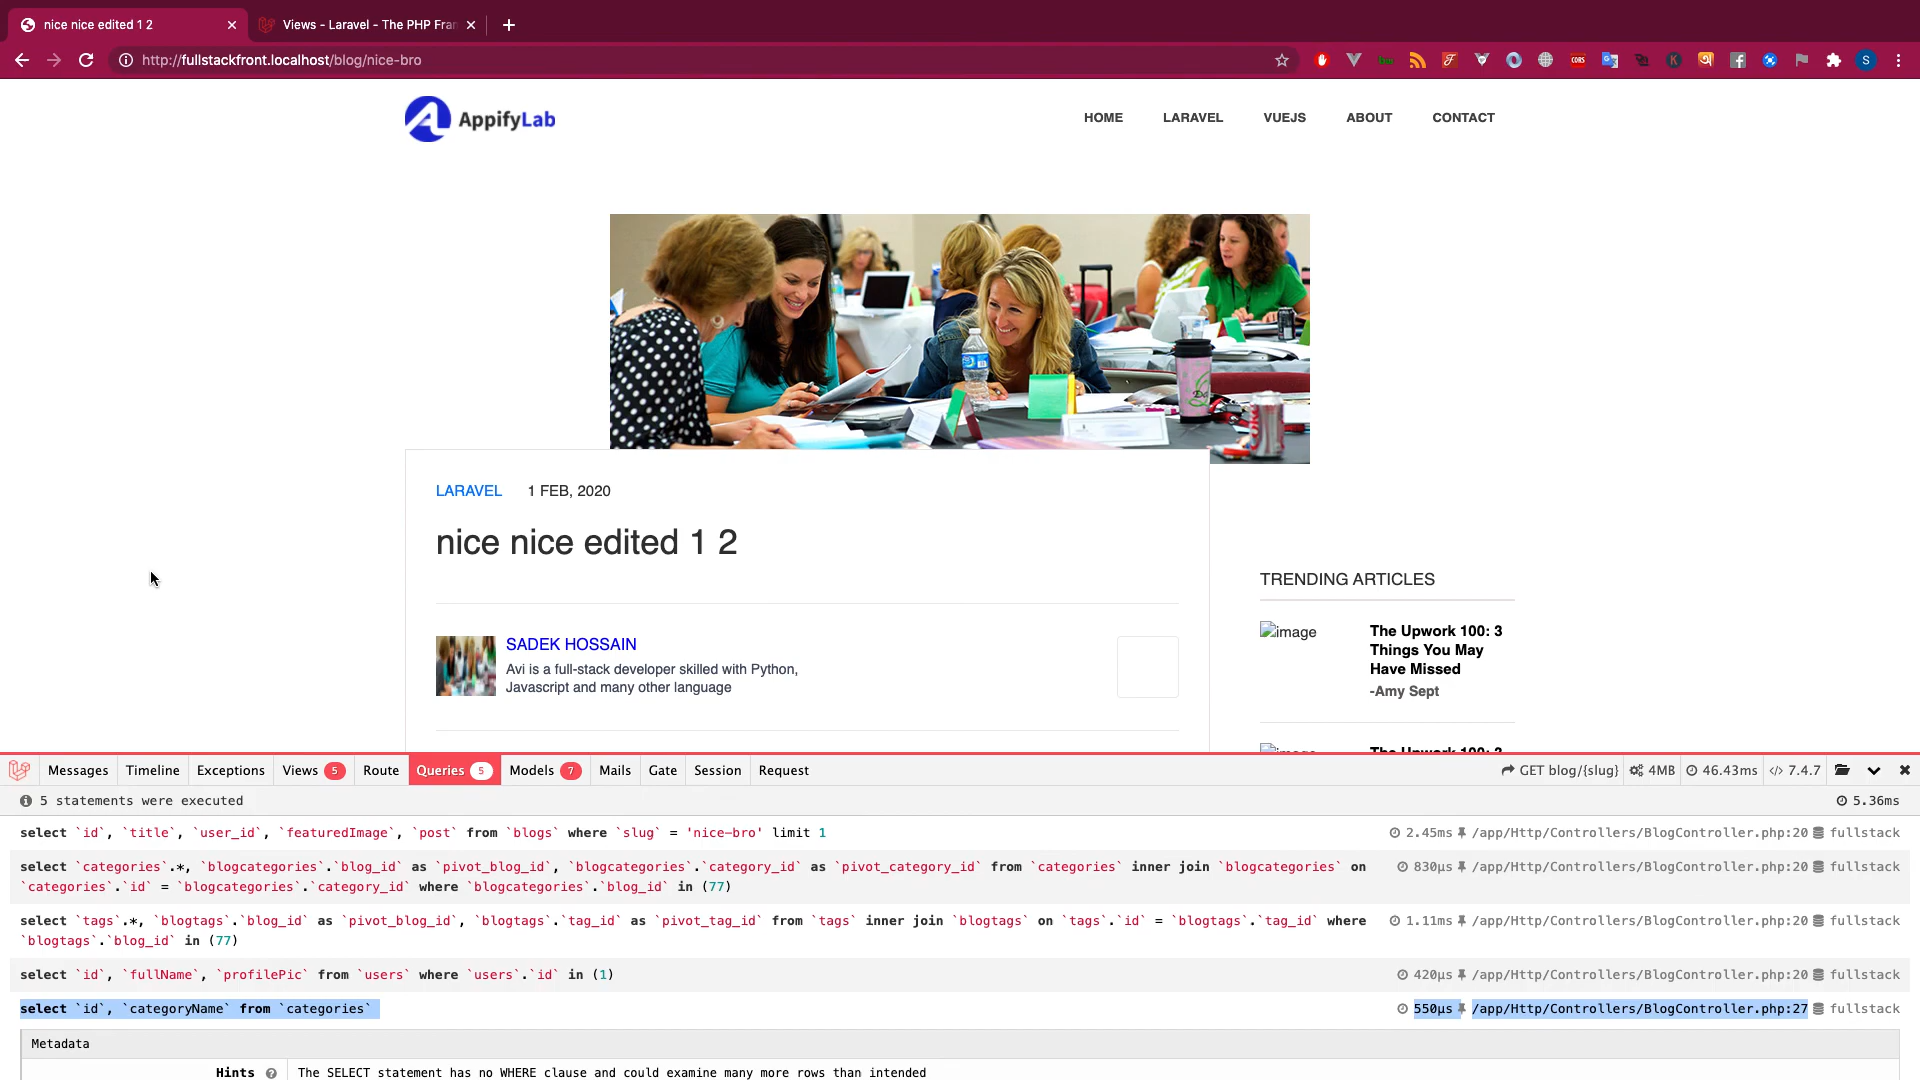 nice nice edited 1 2
Views - Laravel - The PHP Fra
http://fullstackfront.localhost/blog/nice-bro
CORS
K
S
AppifyLab
HOME LARAVEL VUEJS ABOUT CONTACT
LARAVEL 1 FEB, 2020
nice nice edited 1 2
SADEK HOSSAIN
Avi is a full-stack developer skilled with Python,
Javascript and many other language
TRENDING ARTICLES
image
The Upwork 100: 3
Things You May
Have Missed
-Amy Sept
image
The Upwork 100: 3
Messages Timeline Exceptions Views 5 Route Queries 5 Models 7 Mails Gate Session Request GET blog/{slug} 4MB 46.43ms 7.4.7
5 statements were executed 5.36ms
select `id`, `title`, `user_id`, `featuredImage`, `post` from `blogs` where `slug` = 'nice-bro' limit 1 2.45ms /app/Http/Controllers/BlogController.php:20 fullstack
select `categories`.*, `blogcategories`.`blog_id` as `pivot_blog_id`, `blogcategories`.`category_id` as `pivot_category_id` from `categories` inner join `blogcategories` on 830μs /app/Http/Controllers/BlogController.php:20 fullstack
`categories`.`id` = `blogcategories`.`category_id` where `blogcategories`.`blog_id` in (77)
select `tags`.*, `blogtags`.`blog_id` as `pivot_blog_id`, `blogtags`.`tag_id` as `pivot_tag_id` from `tags` inner join `blogtags` on `tags`.`id` = `blogtags`.`tag_id` where 1.11ms /app/Http/Controllers/BlogController.php:20 fullstack
`blogtags`.`blog_id` in (77)
select `id`, `fullName`, `profilePic` from `users` where `users`.`id` in (1) 420μs /app/Http/Controllers/BlogController.php:20 fullstack
select `id`, `categoryName` from `categories` 550μs /app/Http/Controllers/BlogController.php:27 fullstack
Metadata
Hints The SELECT statement has no WHERE clause and could examine many more rows than intended